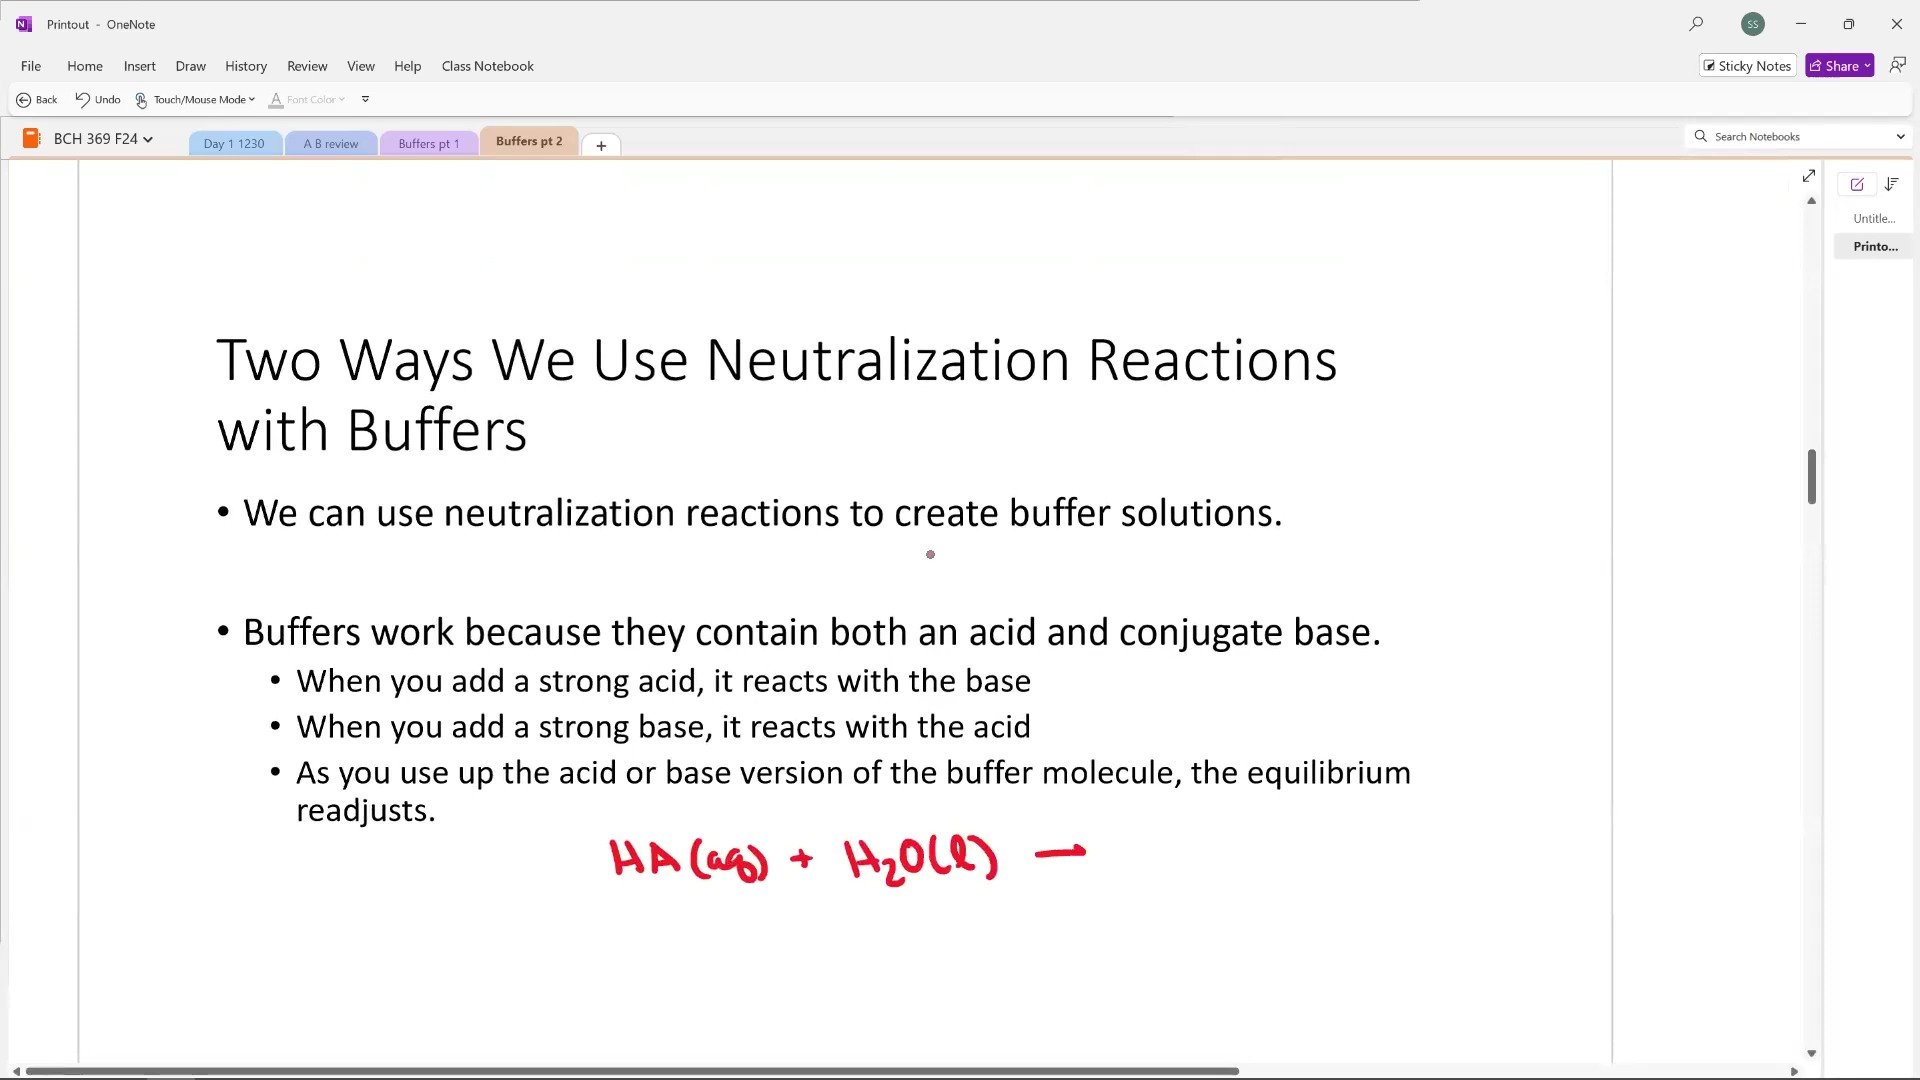 Printout - OneNote
SS
File Home Insert Draw History Review View Help Class Notebook
Sticky Notes Share
Back Undo Touch/Mouse Mode Font Color
BCH 369 F24
Day 1 1230 A B review Buffers pt 1 Buffers pt 2 +
Search Notebooks
Untitle...
Printo...
Two Ways We Use Neutralization Reactions
with Buffers
• We can use neutralization reactions to create buffer solutions.
• Buffers work because they contain both an acid and conjugate base.
• When you add a strong acid, it reacts with the base
• When you add a strong base, it reacts with the acid
• As you use up the acid or base version of the buffer molecule, the equilibrium
readjusts.
HA(aq) + H₂O(l) —